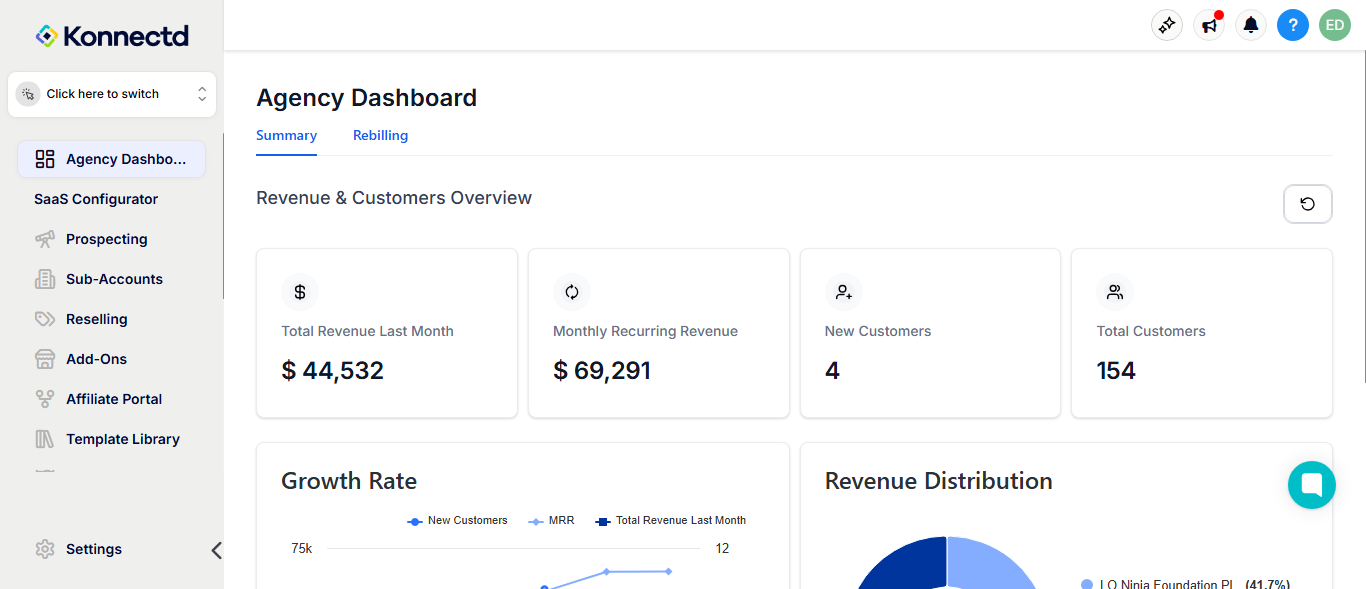 Konnectd
Click here to switch
Agency Dashbo...
SaaS Configurator
Prospecting
Sub-Accounts
Reselling
Add-Ons
Affiliate Portal
Template Library
Settings
?
ED
Agency Dashboard
Summary Rebilling
Revenue & Customers Overview
$
Total Revenue Last Month
$ 44,532
Monthly Recurring Revenue
$ 69,291
New Customers
4
Total Customers
154
Growth Rate
New Customers MRR Total Revenue Last Month
75k 12
Revenue Distribution
LO Ninja Foundation Pl (41.7%)